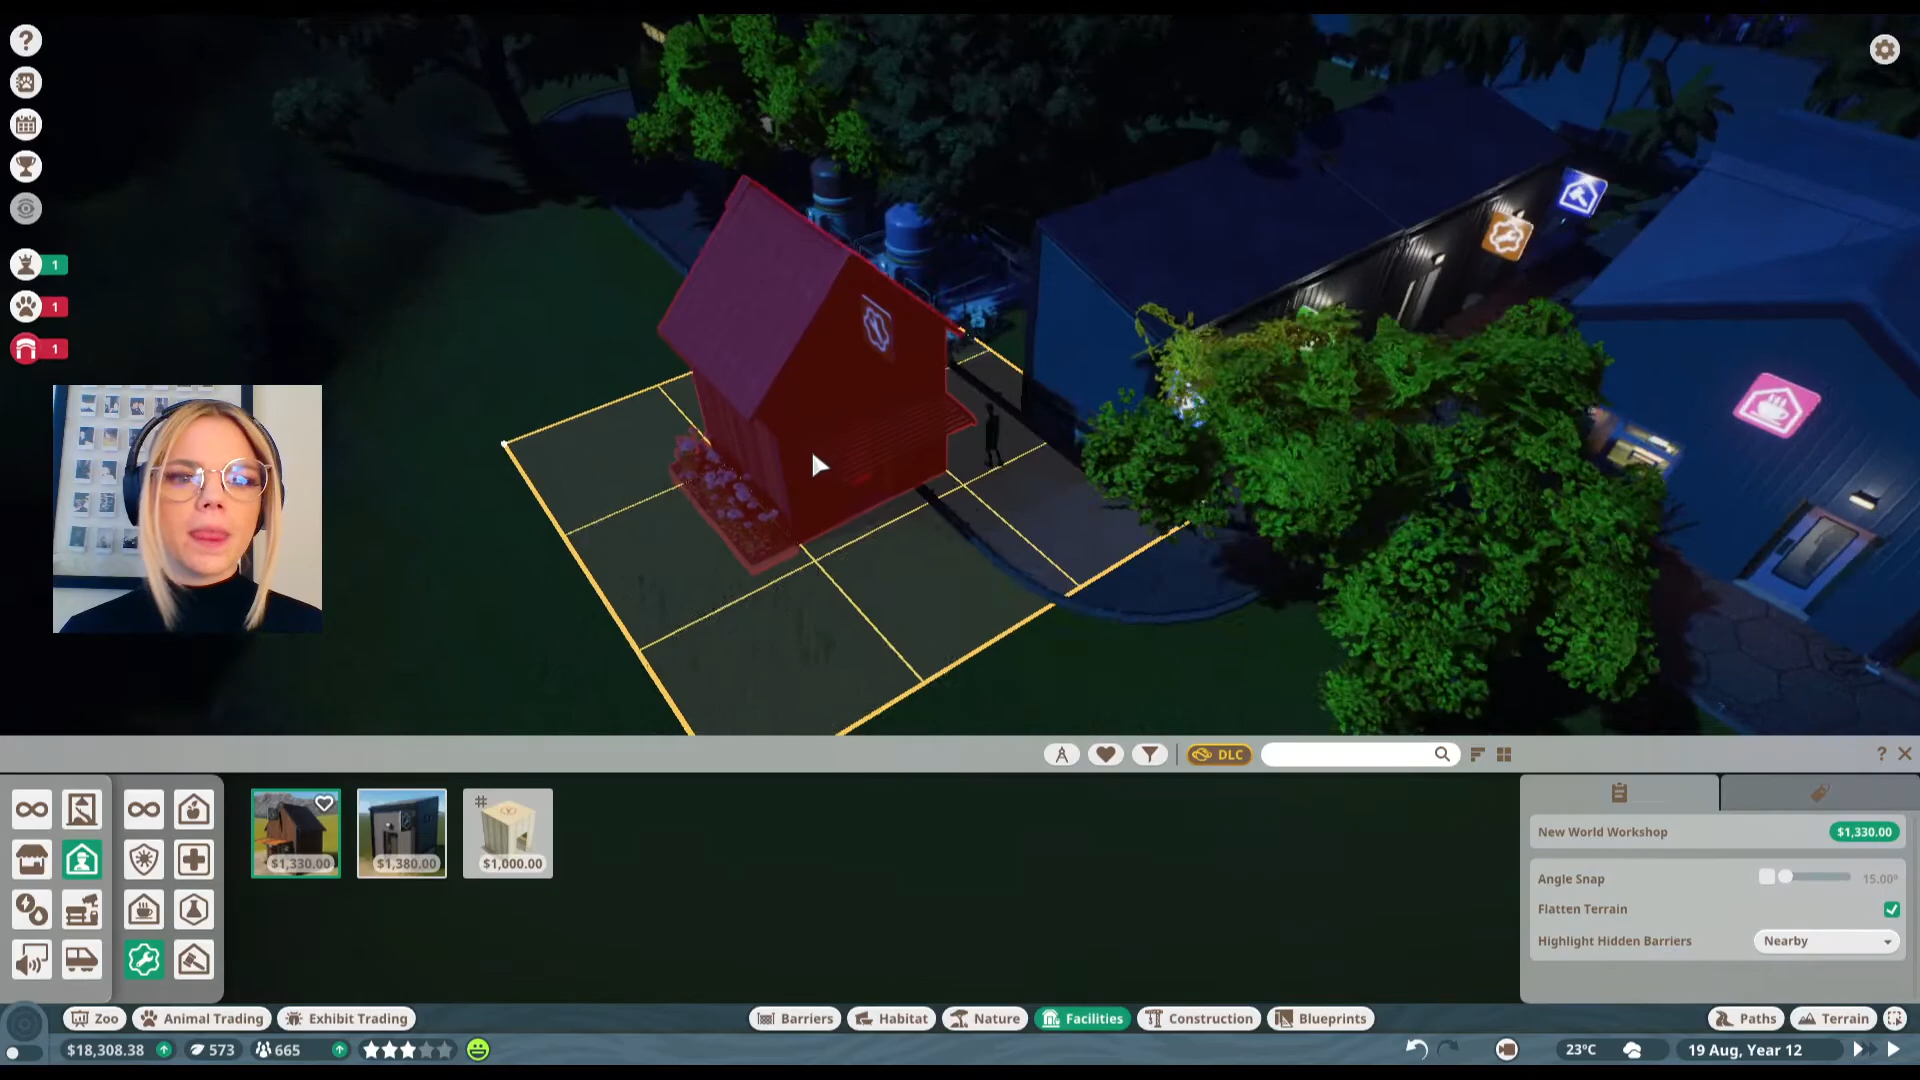 ?
1
1
1
DLC
? ×
$1,330.00
$1,380.00
#
$1,000.00
New World Workshop $1,330.00
Angle Snap 15.00°
Flatten Terrain
Highlight Hidden Barriers Nearby
Zoo Animal Trading Exhibit Trading Barriers Habitat Nature Facilities Construction Blueprints Paths Terrain
$18,308.38 573 665 23°C 19 Aug, Year 12